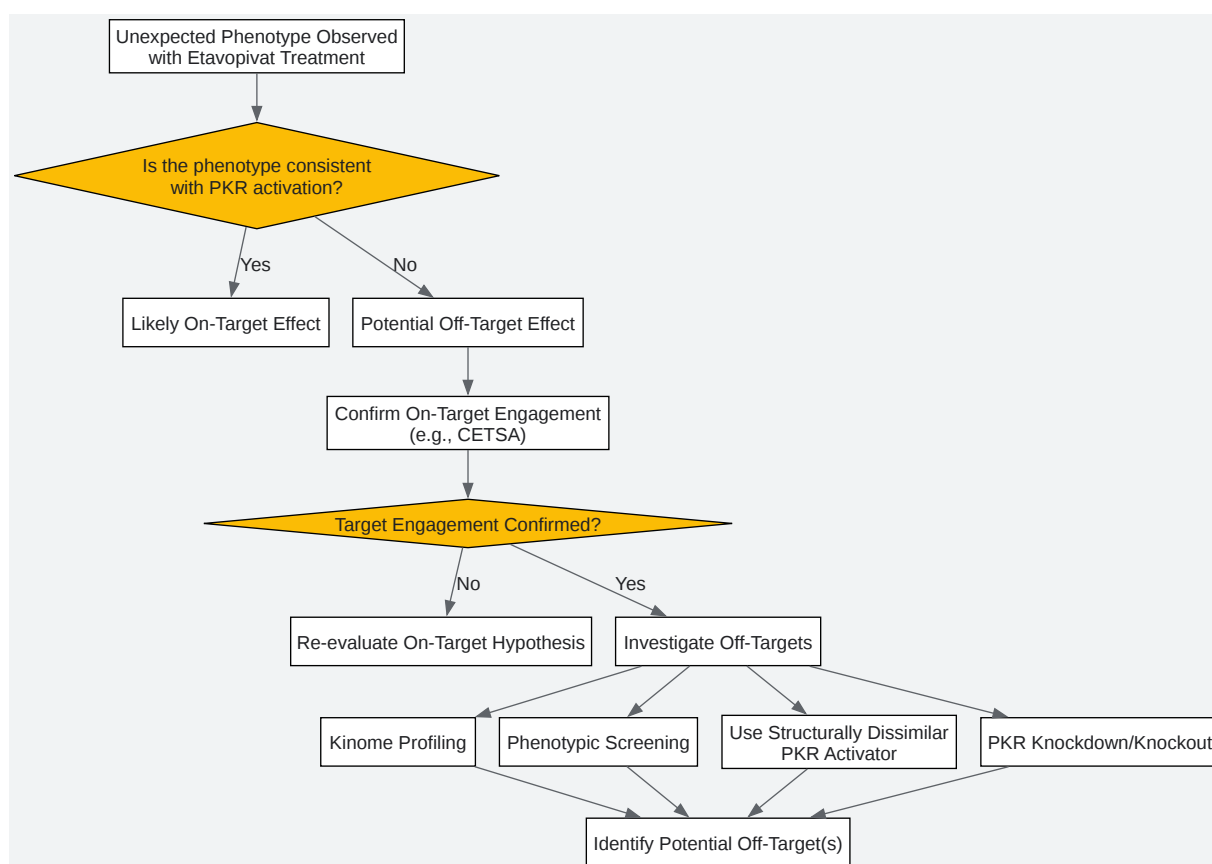 Unexpected Phenotype Observed
with Etavopivat Treatment
Is the phenotype consistent
with PKR activation?
Yes
No
Likely On-Target Effect
Potential Off-Target Effect
Confirm On-Target Engagement
(e.g., CETSA)
Target Engagement Confirmed?
No
Yes
Re-evaluate On-Target Hypothesis
Investigate Off-Targets
Kinome Profiling
Phenotypic Screening
Use Structurally Dissimilar
PKR Activator
PKR Knockdown/Knockout
Identify Potential Off-Target(s)